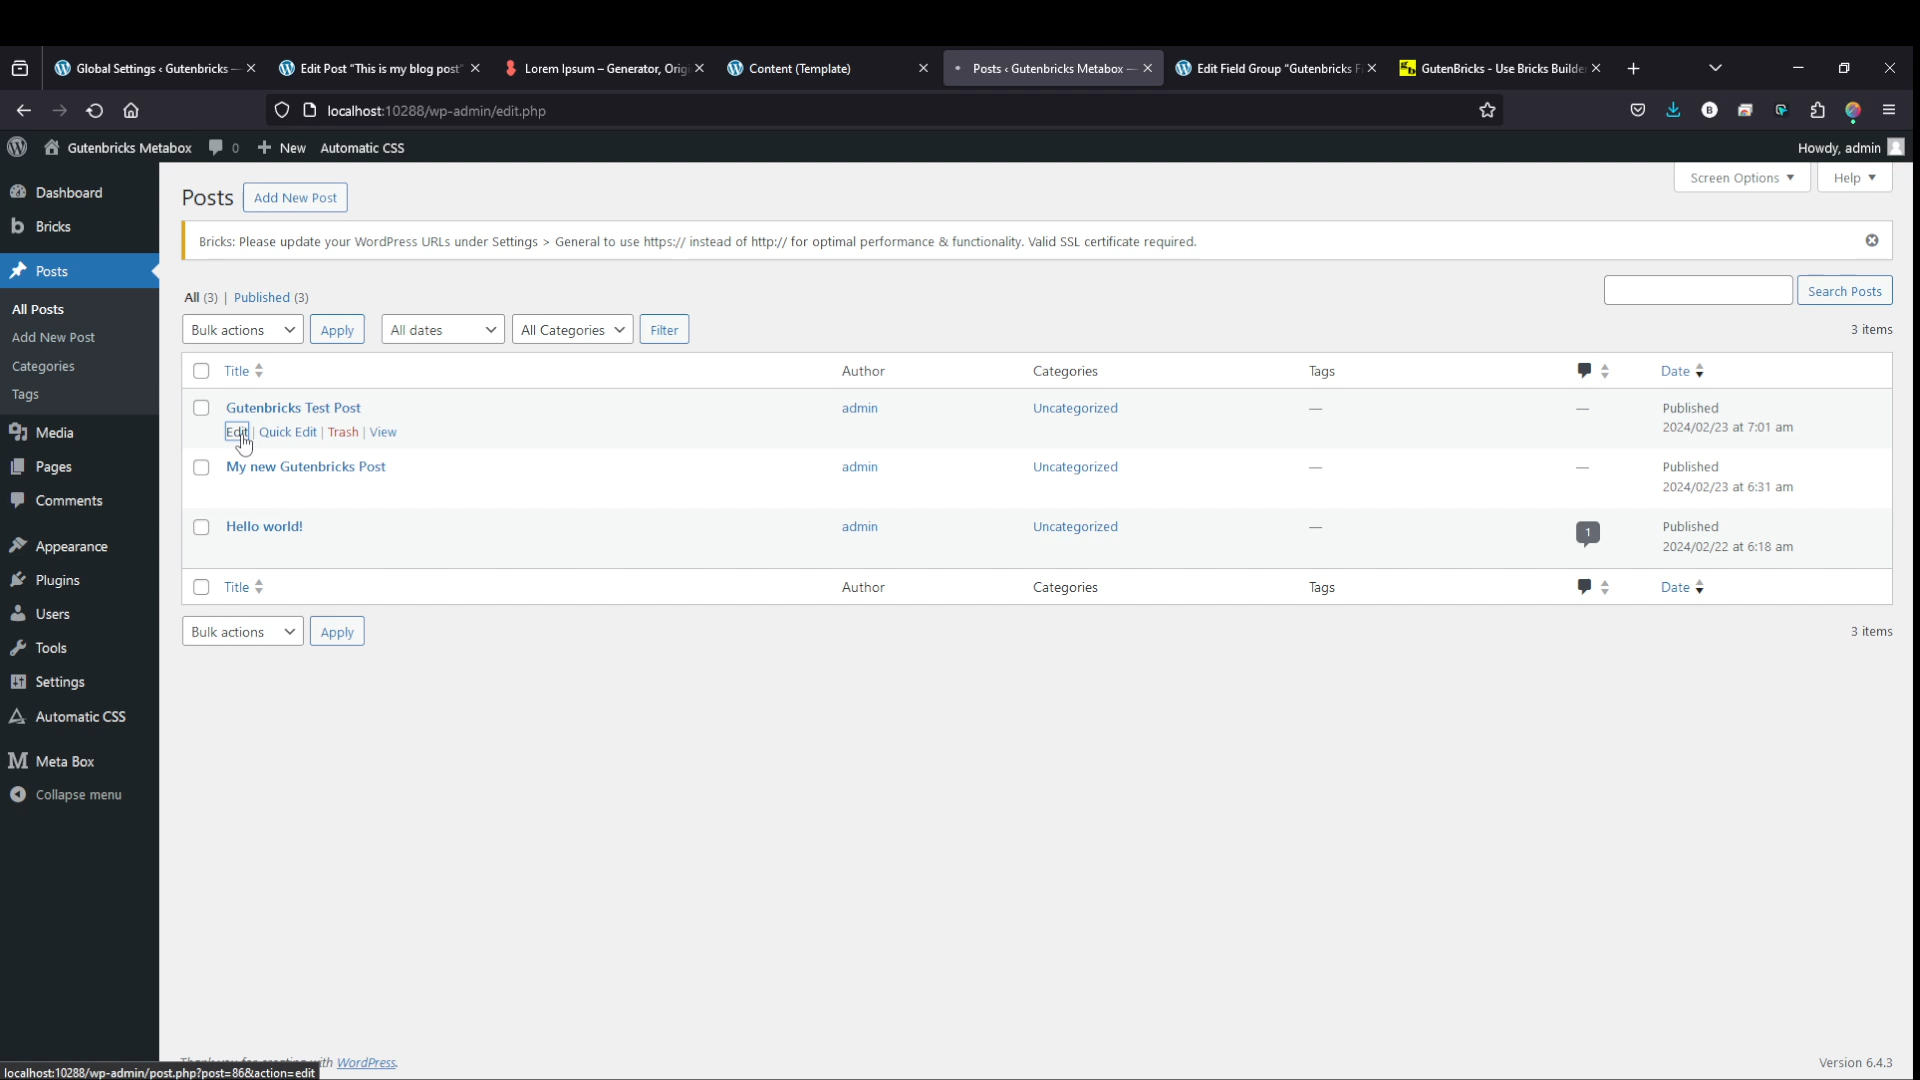 Global Settings ‹ Gutenbricks —
Edit Post “This is my blog post”
Lorem Ipsum – Generator, Orig
Content (Template)
Posts ‹ Gutenbricks Metabox —
Edit Field Group “Gutenbricks F
GutenBricks - Use Bricks Builde
localhost:10288/wp-admin/edit.php
Gutenbricks Metabox
0
New
Automatic CSS
Howdy, admin
Dashboard
Bricks
Posts
All Posts
Add New Post
Categories
Tags
Media
Pages
Comments
Appearance
Plugins
Users
Tools
Settings
Automatic CSS
Meta Box
Collapse menu
Posts Add New Post
Screen Options
Help
Bricks: Please update your WordPress URLs under Settings > General to use https:// instead of http:// for optimal performance & functionality. Valid SSL certificate required.
All (3) | Published (3)
Search Posts
Bulk actions Apply All dates All Categories Filter 3 items
Title Author Categories Tags Date
Gutenbricks Test Post admin Uncategorized — — Published
2024/02/23 at 7:01 am
Edit | Quick Edit | Trash | View
My new Gutenbricks Post admin Uncategorized — — Published
2024/02/23 at 6:31 am
Hello world! admin Uncategorized — 1 Published
2024/02/22 at 6:18 am
Title Author Categories Tags Date
Bulk actions Apply 3 items
WordPress.
Version 6.4.3
localhost:10288/wp-admin/post.php?post=86&action=edit